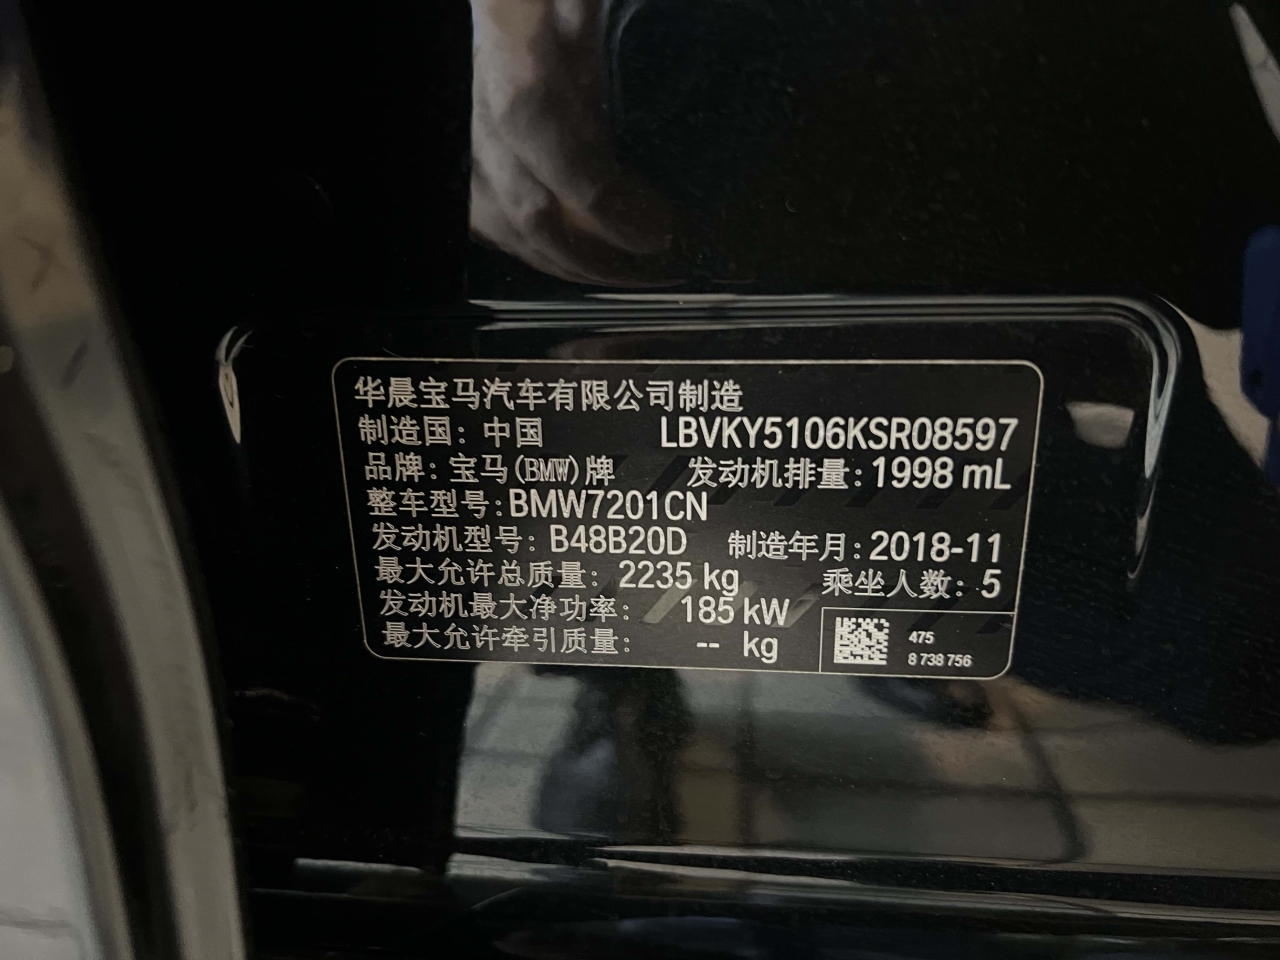 华晨宝马汽车有限公司制造
制造国：中国 LBVKY5106KSR08597
品牌：宝马(BMW)牌 发动机排量：1998 mL
整车型号：BMW7201CN
发动机型号：B48B20D 制造年月：2018-11
最大允许总质量：2235 kg 乘坐人数：5
发动机最大净功率：185 kW
最大允许牵引质量：-- kg
475
8 738 756